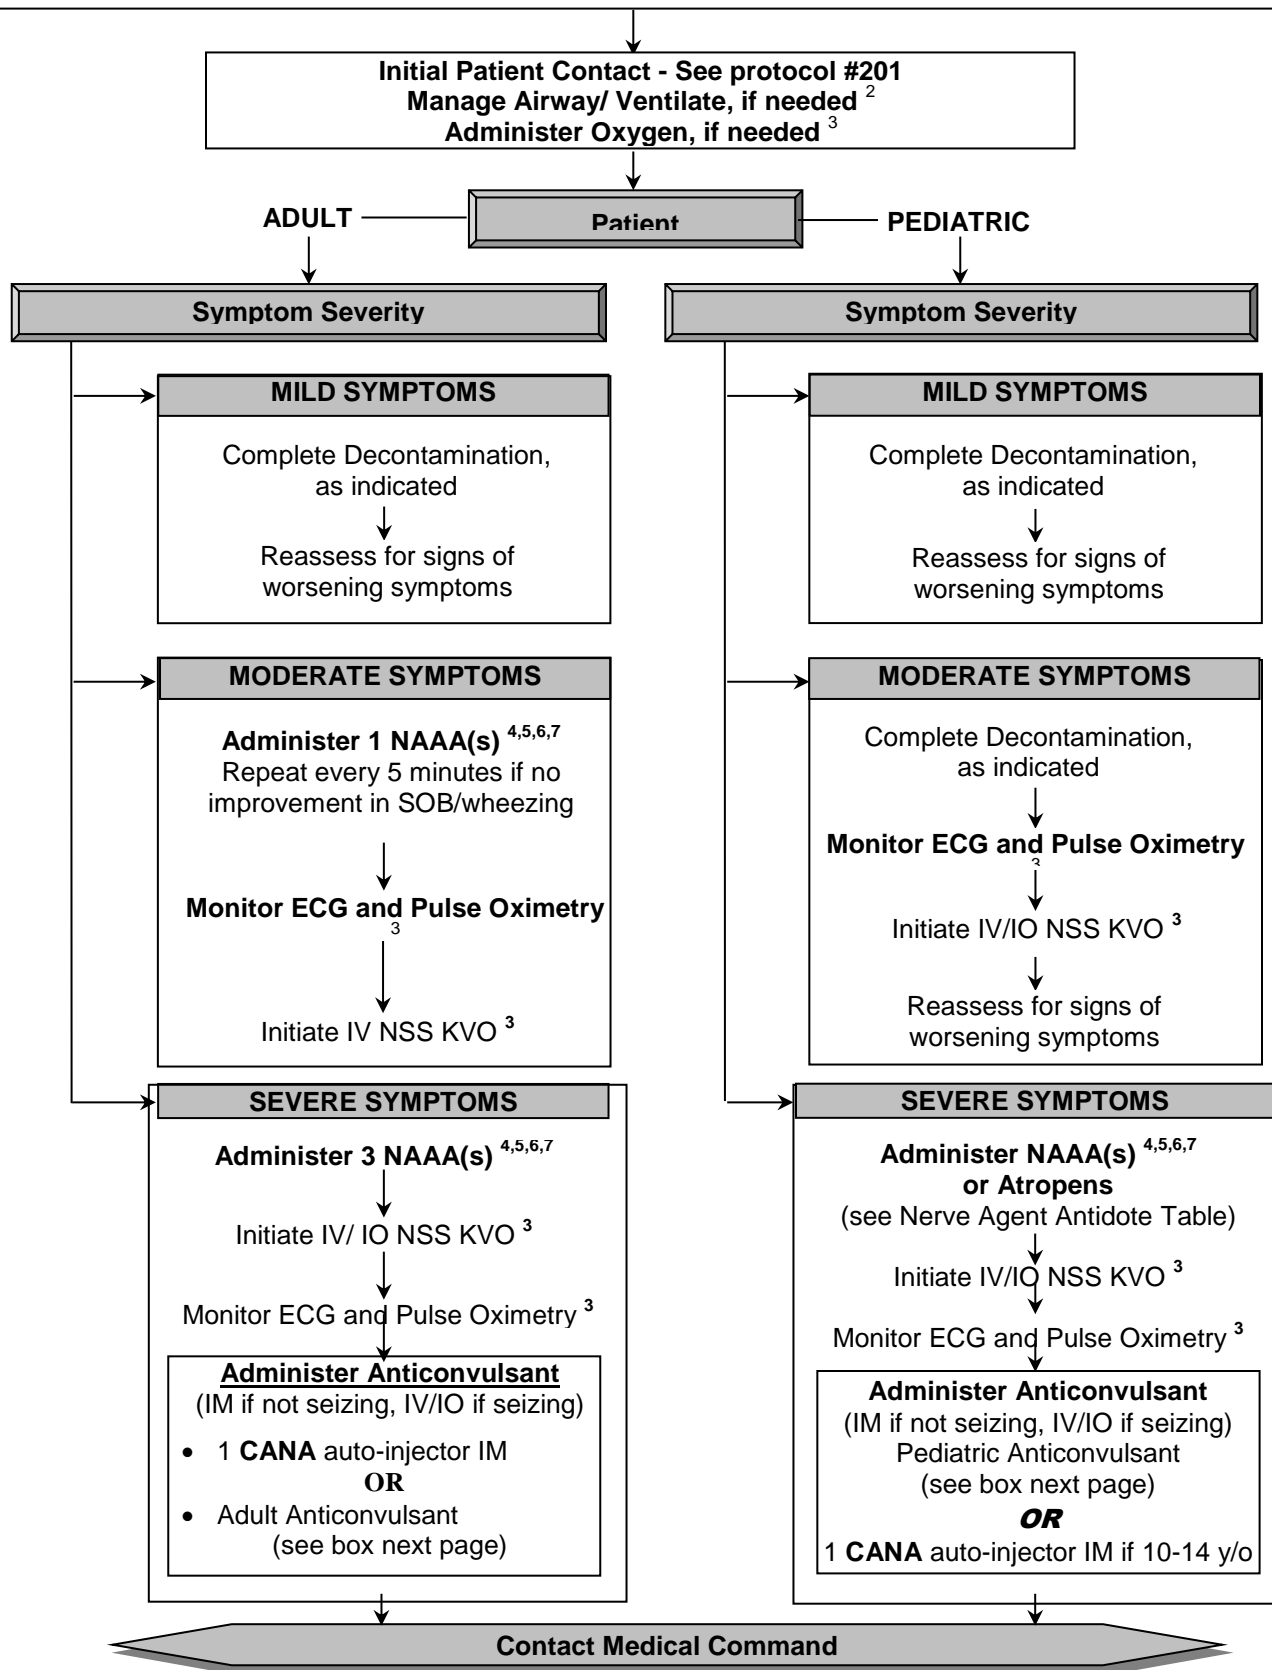 Initial Patient Contact - See protocol #201
Manage Airway/ Ventilate, if needed 2
Administer Oxygen, if needed 3
ADULT
Patient
PEDIATRIC
Symptom Severity
MILD SYMPTOMS
Complete Decontamination,
as indicated
Reassess for signs of
worsening symptoms
MODERATE SYMPTOMS
Administer 1 NAAA(s) 4,5,6,7
Repeat every 5 minutes if no
improvement in SOB/wheezing
Monitor ECG and Pulse Oximetry
3
Initiate IV NSS KVO 3
SEVERE SYMPTOMS
Administer 3 NAAA(s) 4,5,6,7
Initiate IV/ IO NSS KVO 3
Monitor ECG and Pulse Oximetry 3
Administer Anticonvulsant
(IM if not seizing, IV/IO if seizing)
• 1 CANA auto-injector IM
OR
• Adult Anticonvulsant
(see box next page)
Symptom Severity
MILD SYMPTOMS
Complete Decontamination,
as indicated
Reassess for signs of
worsening symptoms
MODERATE SYMPTOMS
Complete Decontamination,
as indicated
Monitor ECG and Pulse Oximetry
3
Initiate IV/IO NSS KVO 3
Reassess for signs of
worsening symptoms
SEVERE SYMPTOMS
Administer NAAA(s) 4,5,6,7
or Atropens
(see Nerve Agent Antidote Table)
Initiate IV/IO NSS KVO 3
Monitor ECG and Pulse Oximetry 3
Administer Anticonvulsant
(IM if not seizing, IV/IO if seizing)
Pediatric Anticonvulsant
(see box next page)
OR
1 CANA auto-injector IM if 10-14 y/o
Contact Medical Command